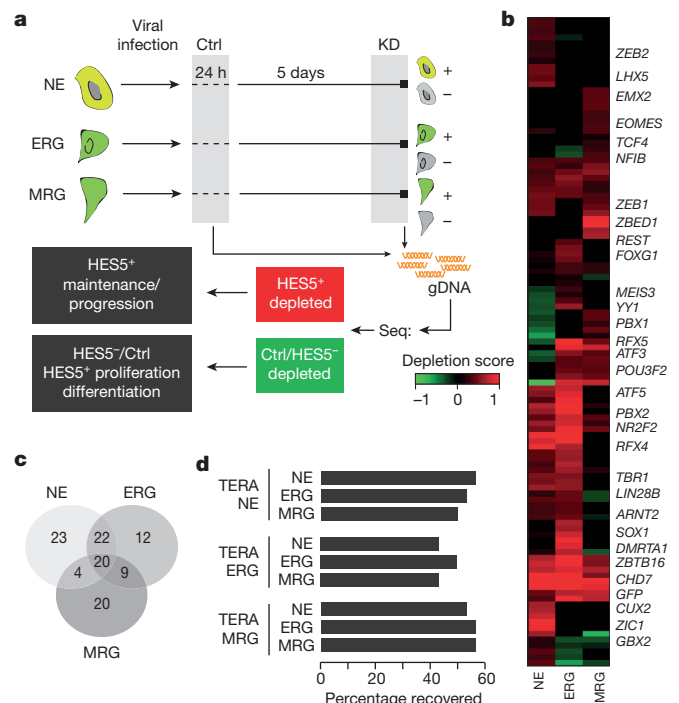 a
Viral
infection
Ctrl
KD
24 h
5 days
NE
+
–
ERG
+
–
MRG
+
–
HES5+
maintenance/
progression
HES5+
depleted
gDNA
Seq:
HES5–/Ctrl
HES5+ proliferation
differentiation
Ctrl/HES5–
depleted
Depletion score
–1 0 1
b
ZEB2
LHX5
EMX2
EOMES
TCF4
NFIB
ZEB1
ZBED1
REST
FOXG1
MEIS3
YY1
PBX1
RFX5
ATF3
POU3F2
ATF5
PBX2
NR2F2
RFX4
TBR1
LIN28B
ARNT2
SOX1
DMRTA1
ZBTB16
CHD7
GFP
CUX2
ZIC1
GBX2
NE ERG MRG
c
NE ERG
23 22 12
20
4 9
20
MRG
d
TERA
NE
NE
ERG
MRG
TERA
ERG
NE
ERG
MRG
TERA
MRG
NE
ERG
MRG
0 20 40 60
Percentage recovered